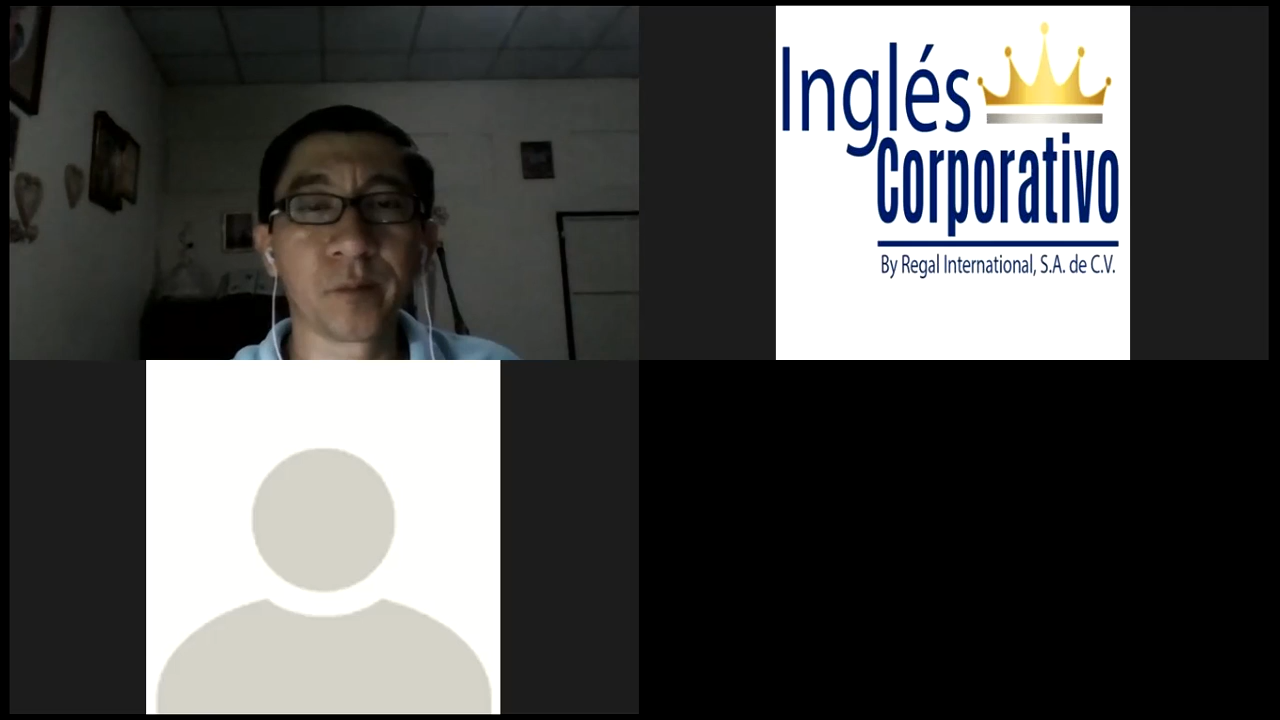 Inglés
Corporativo
By Regal International, S.A. de C.V.